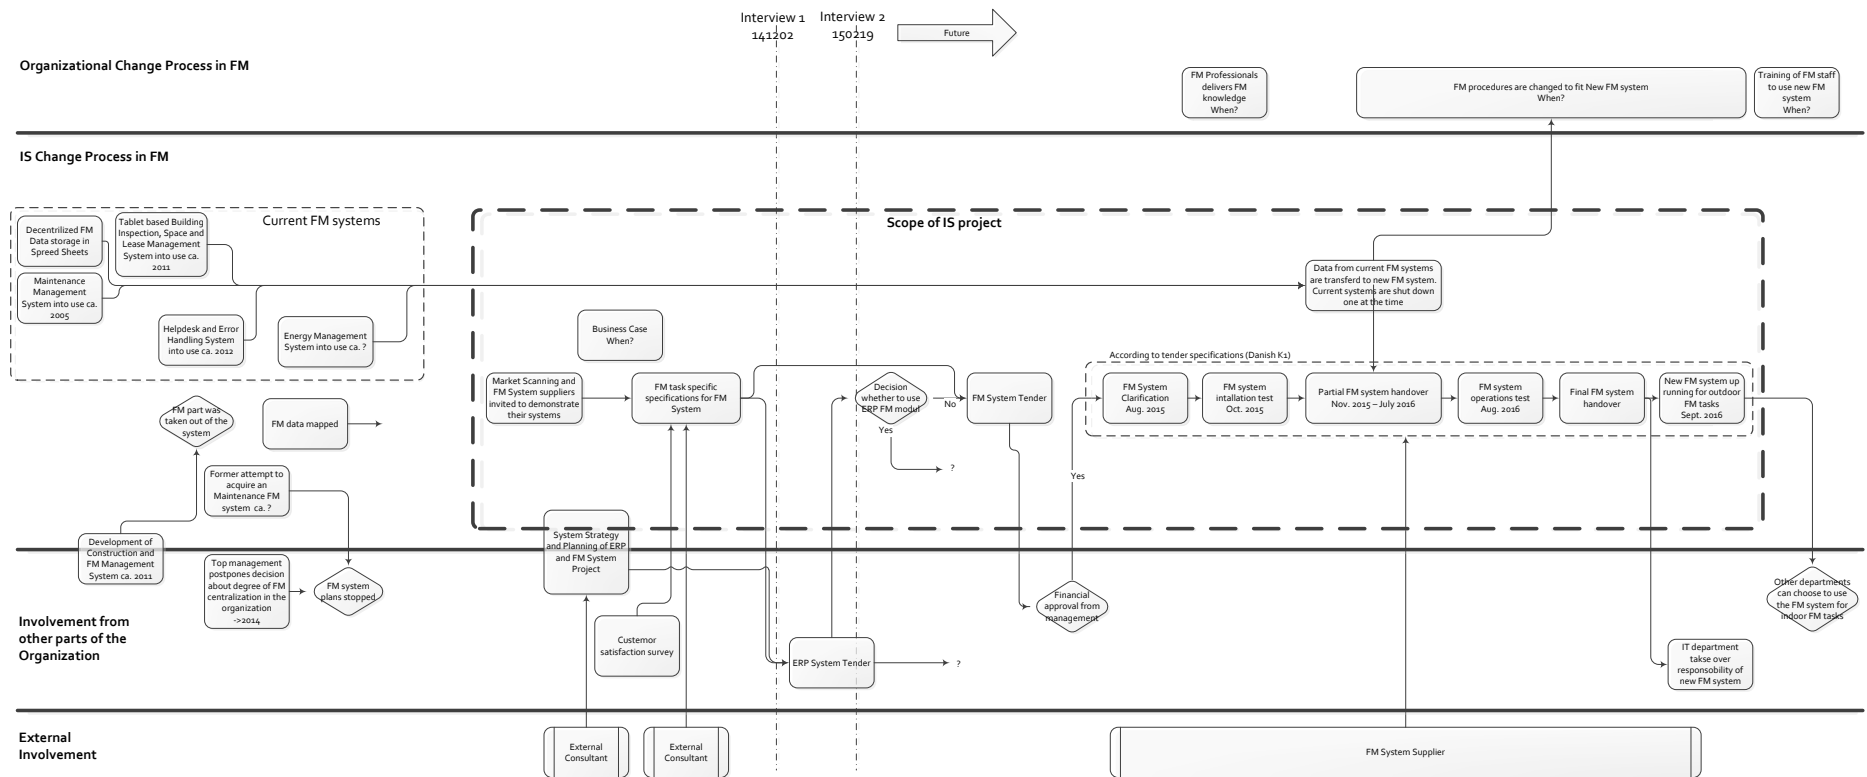 Interview 1
141202
Interview 2
150219
Future
Organizational Change Process in FM
FM Professionals
delivers FM
knowledge
When?
FM procedures are changed to fit New FM system
When?
Training of FM staff
to use new FM
system
When?
IS Change Process in FM
Current FM systems
Decentrilized FM
Data storage in
Spreed Sheets
Tablet based Building
Inspection, Space and
Lease Management
System into use ca.
2011
Maintenance
Management
System into use ca.
2005
Helpdesk and Error
Handling System
into use ca. 2012
Energy Management
System into use ca. ?
Scope of IS project
Data from current FM systems
are transferd to new FM system.
Current systems are shut down
one at the time
Business Case
When?
According to tender specifications (Danish K1)
Market Scanning and
FM System suppliers
invited to demonstrate
their systems
FM task specific
specifications for FM
System
Decision
whether to use
ERP FM modul
No
Yes
?
FM System Tender
FM System
Clarification
Aug. 2015
FM system
intallation test
Oct. 2015
Partial FM system handover
Nov. 2015 – July 2016
FM system
operations test
Aug. 2016
Final FM system
handover
New FM system up
running for outdoor
FM tasks
Sept. 2016
FM part was
taken out of the
system
FM data mapped
Former attempt to
acquire an
Maintenance FM
system ca. ?
Yes
Development of
Construction and
FM Management
System ca. 2011
System Strategy
and Planning of ERP
and FM System
Project
Top management
postpones decision
about degree of FM
centralization in the
organization
->2014
FM system
plans stopped
Financial
approval from
management
Other departments
can choose to use
the FM system for
indoor FM tasks
Involvement from
other parts of the
Organization
Custemor
satisfaction survey
ERP System Tender
?
IT department
takse over
responsobility of
new FM system
External
Involvement
External
Consultant
External
Consultant
FM System Supplier